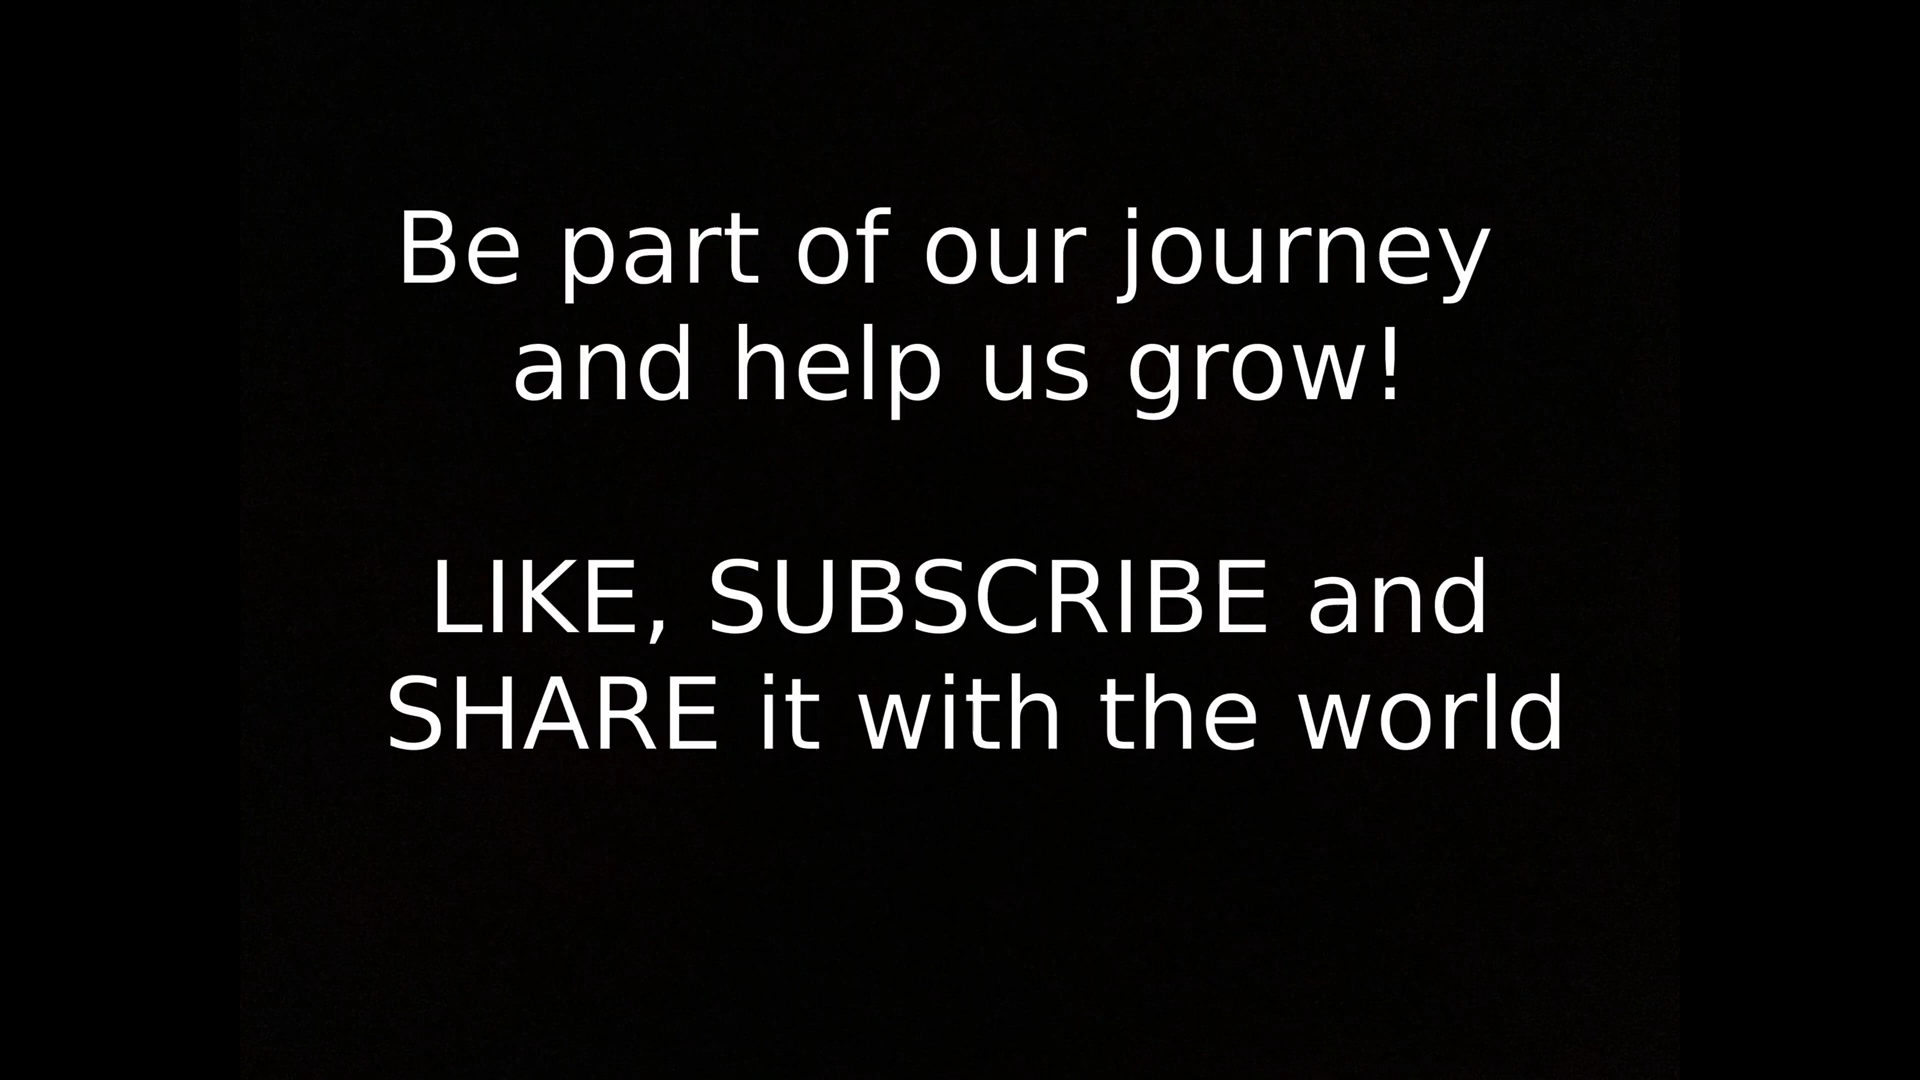 Be part of our journey
and help us grow!
LIKE, SUBSCRIBE and
SHARE it with the world